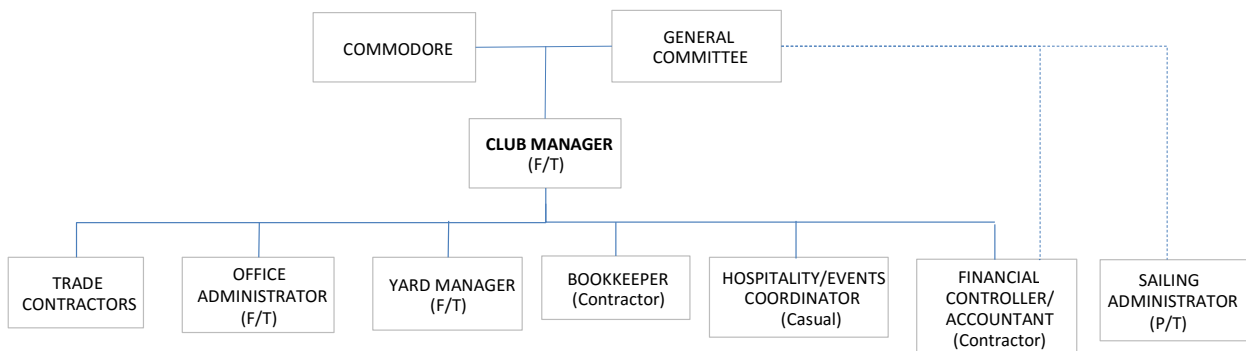 COMMODORE
GENERAL
COMMITTEE
CLUB MANAGER
(F/T)
TRADE
CONTRACTORS
OFFICE
ADMINISTRATOR
(F/T)
YARD MANAGER
(F/T)
BOOKKEEPER
(Contractor)
HOSPITALITY/EVENTS
COORDINATOR
(Casual)
FINANCIAL
CONTROLLER/
ACCOUNTANT
(Contractor)
SAILING
ADMINISTRATOR
(P/T)